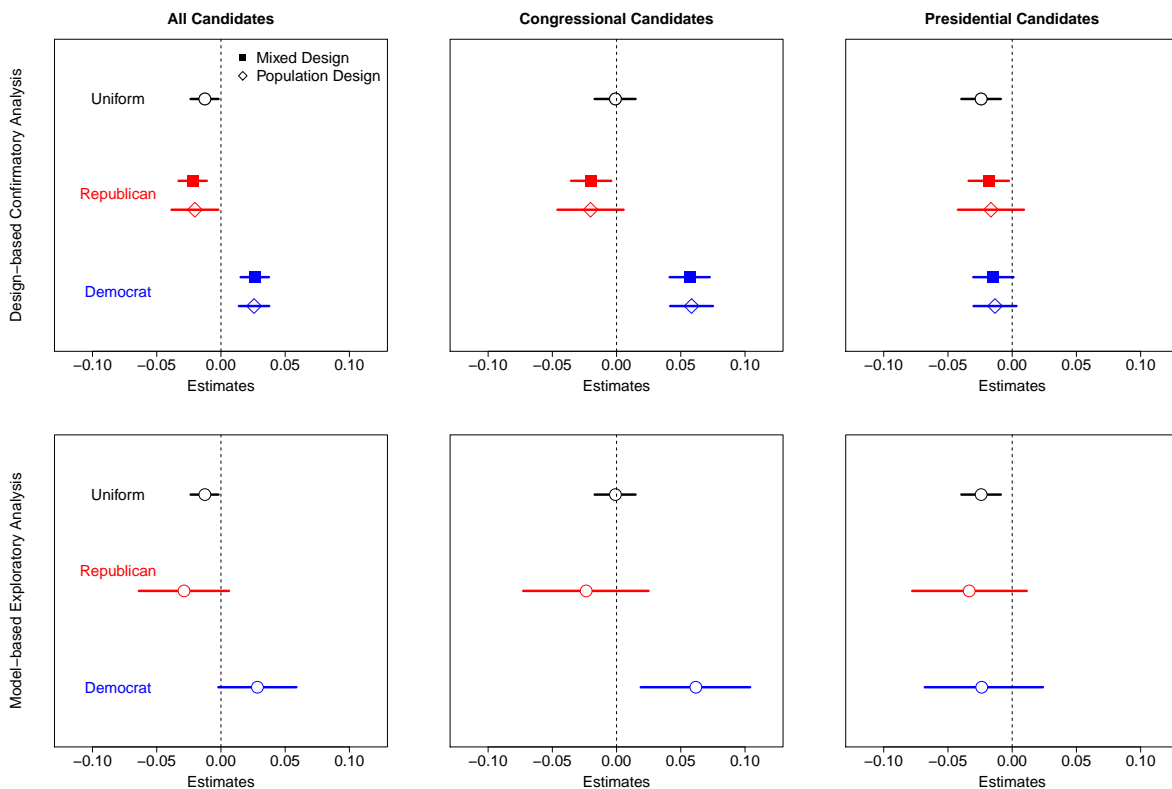 All Candidates
Congressional Candidates
Presidential Candidates
Design−based Confirmatory Analysis
Mixed Design
Population Design
Uniform
Republican
Democrat
−0.10 −0.05 0.00 0.05 0.10
Estimates
−0.10 −0.05 0.00 0.05 0.10
Estimates
−0.10 −0.05 0.00 0.05 0.10
Estimates
Model−based Exploratory Analysis
Uniform
Republican
Democrat
−0.10 −0.05 0.00 0.05 0.10
Estimates
−0.10 −0.05 0.00 0.05 0.10
Estimates
−0.10 −0.05 0.00 0.05 0.10
Estimates